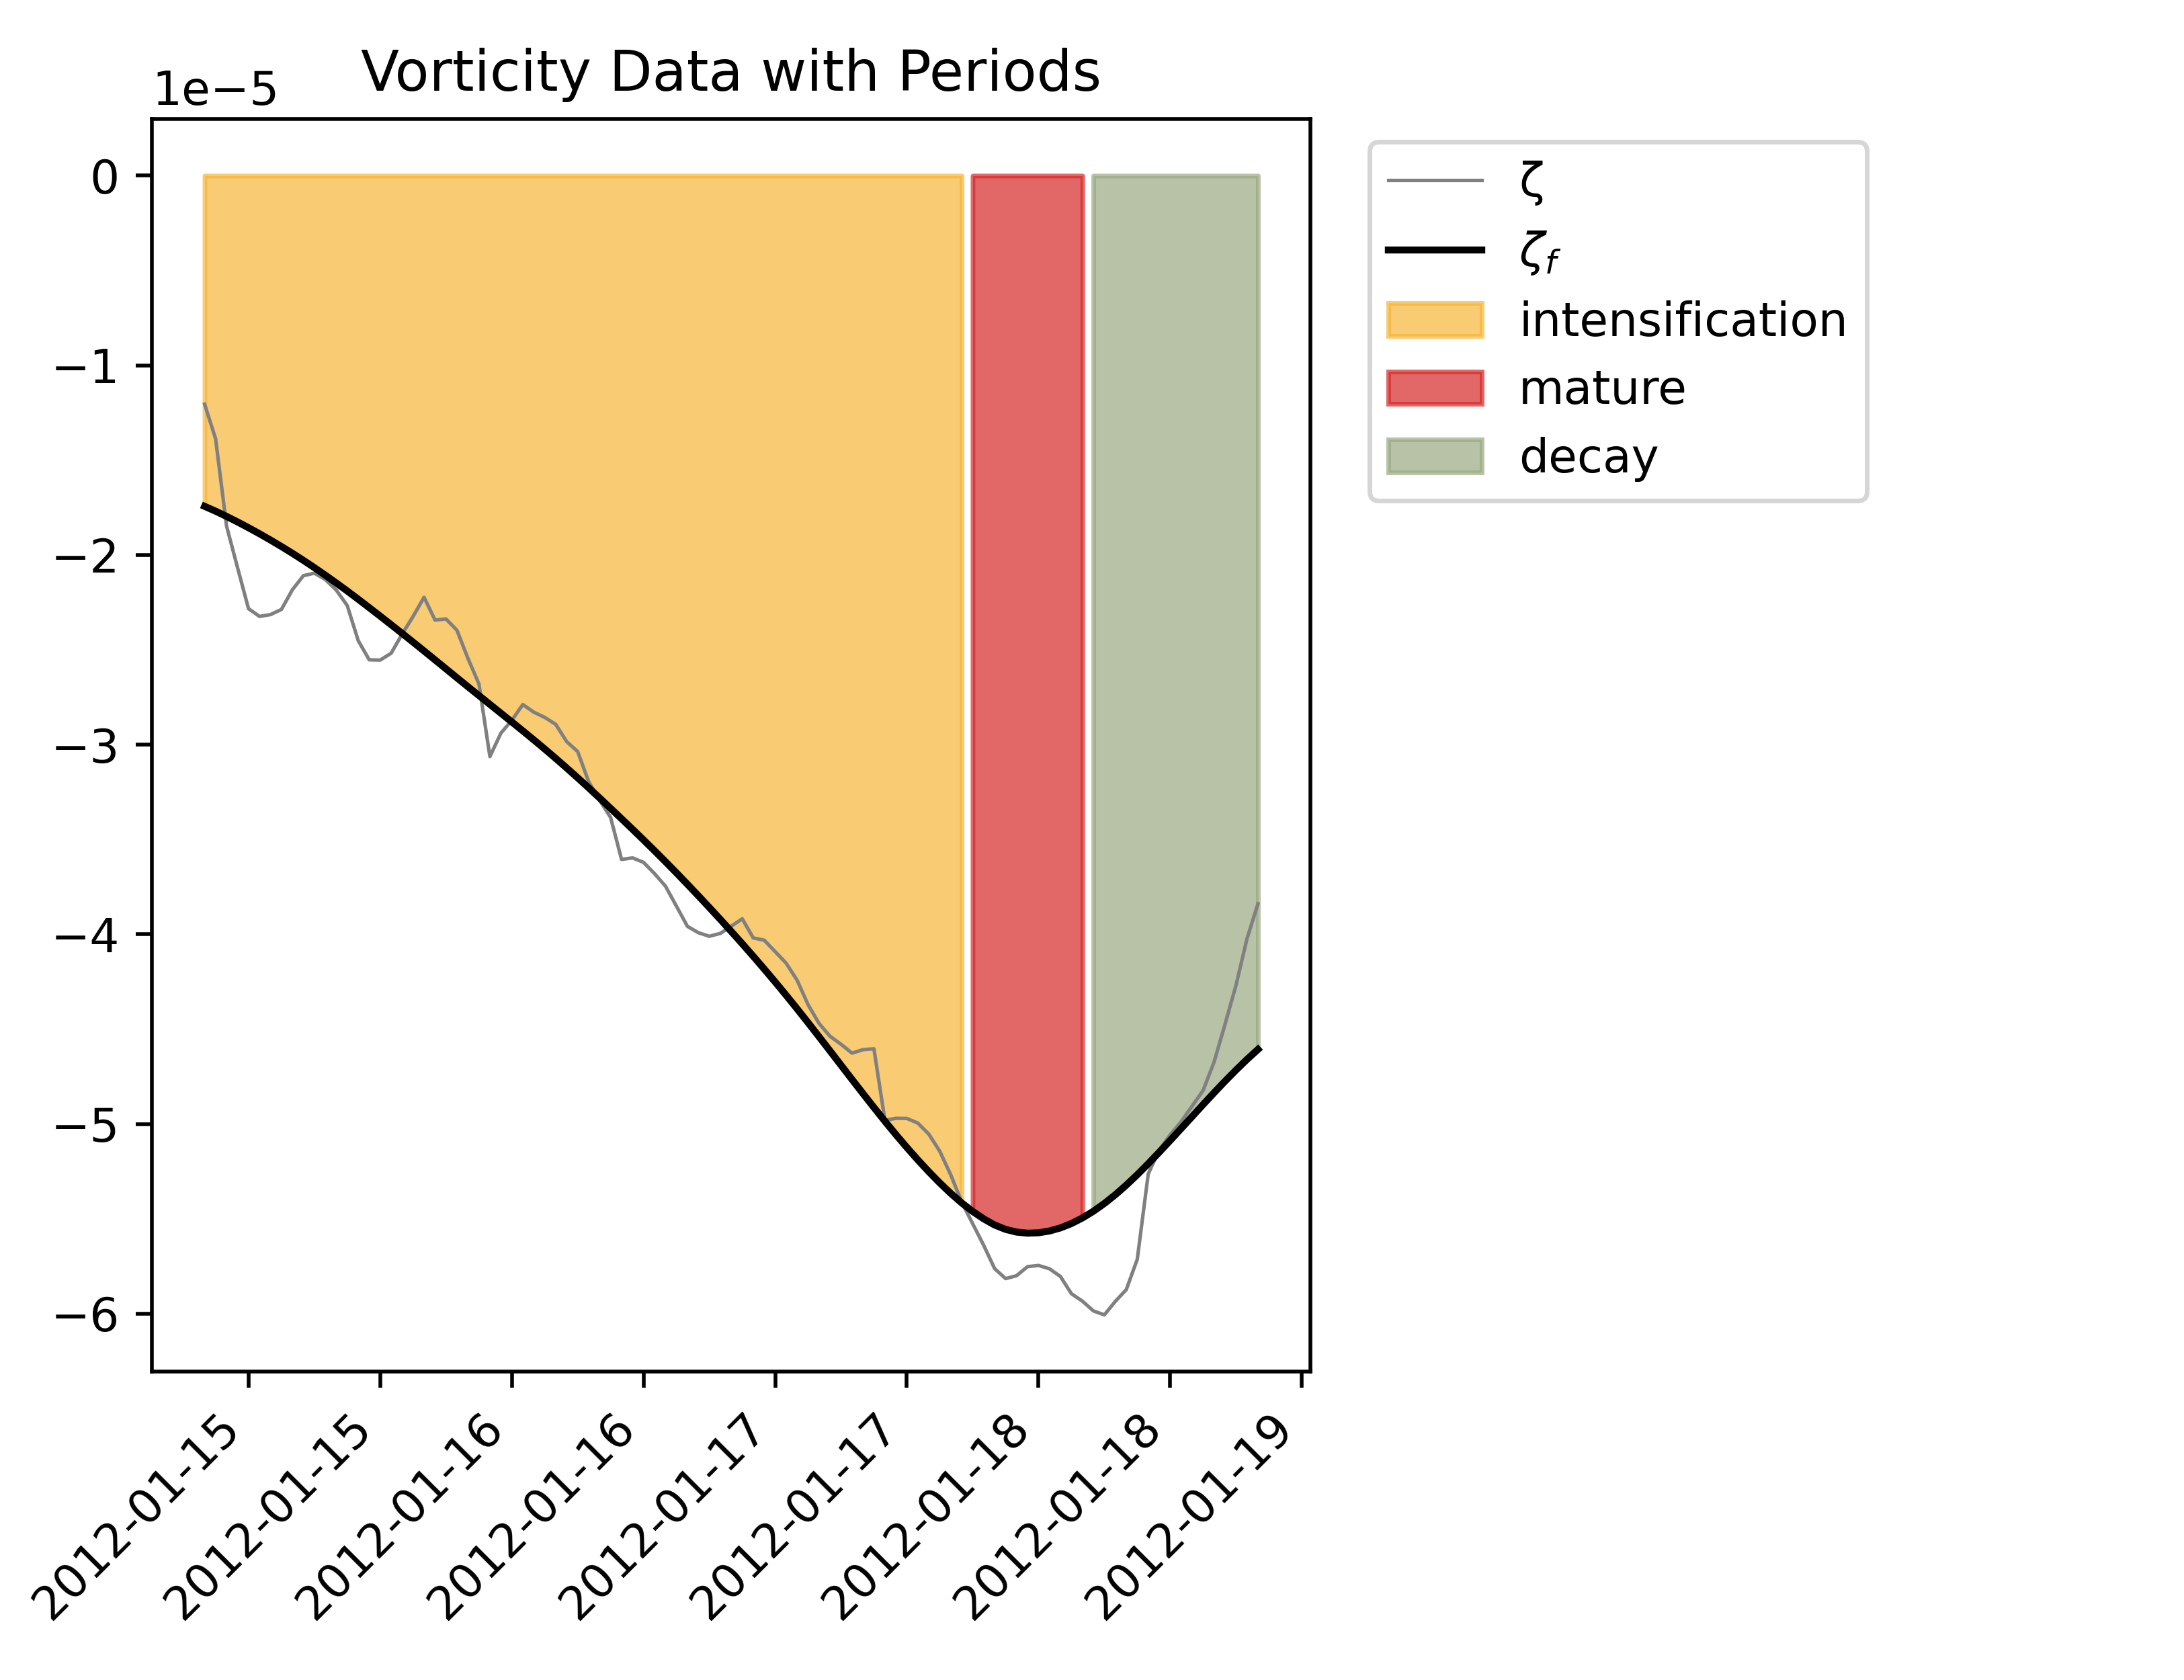 Vorticity Data with Periods
1e−5
0
−1
−2
−3
−4
−5
−6
2012-01-15
2012-01-15
2012-01-16
2012-01-16
2012-01-17
2012-01-17
2012-01-18
2012-01-18
2012-01-19
ζ
ζf
intensification
mature
decay